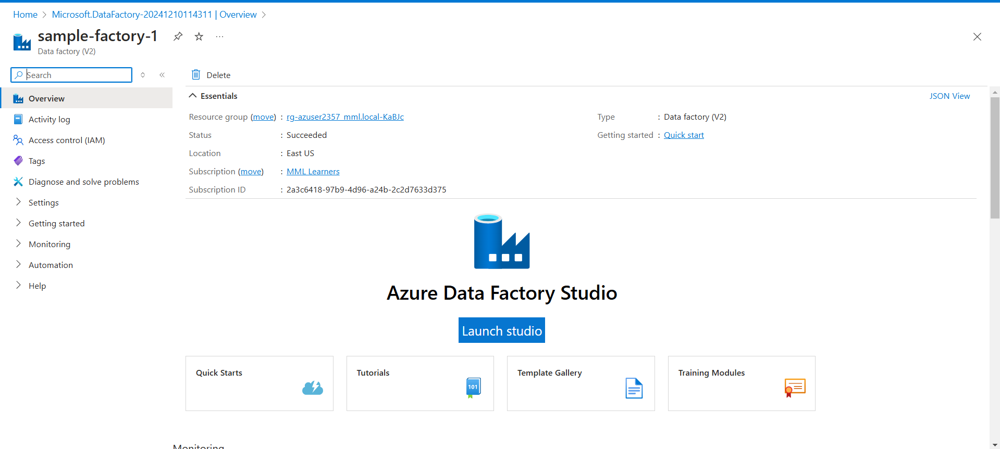 Home > Microsoft.DataFactory-20241210114311 | Overview >
sample-factory-1 ...
Data factory (V2)
Search
Delete
Overview
Activity log
Access control (IAM)
Tags
Diagnose and solve problems
Settings
Getting started
Monitoring
Automation
Help
Essentials
JSON View
Resource group (move) : rg-azuser2357_mml.local-KaBJc
Status : Succeeded
Location : East US
Subscription (move) : MML Learners
Subscription ID : 2a3c6418-97b9-4d96-a24b-2c2d7633d375
Type : Data factory (V2)
Getting started : Quick start
Azure Data Factory Studio
Launch studio
Quick Starts
Tutorials
101
Template Gallery
Training Modules
Monitoring